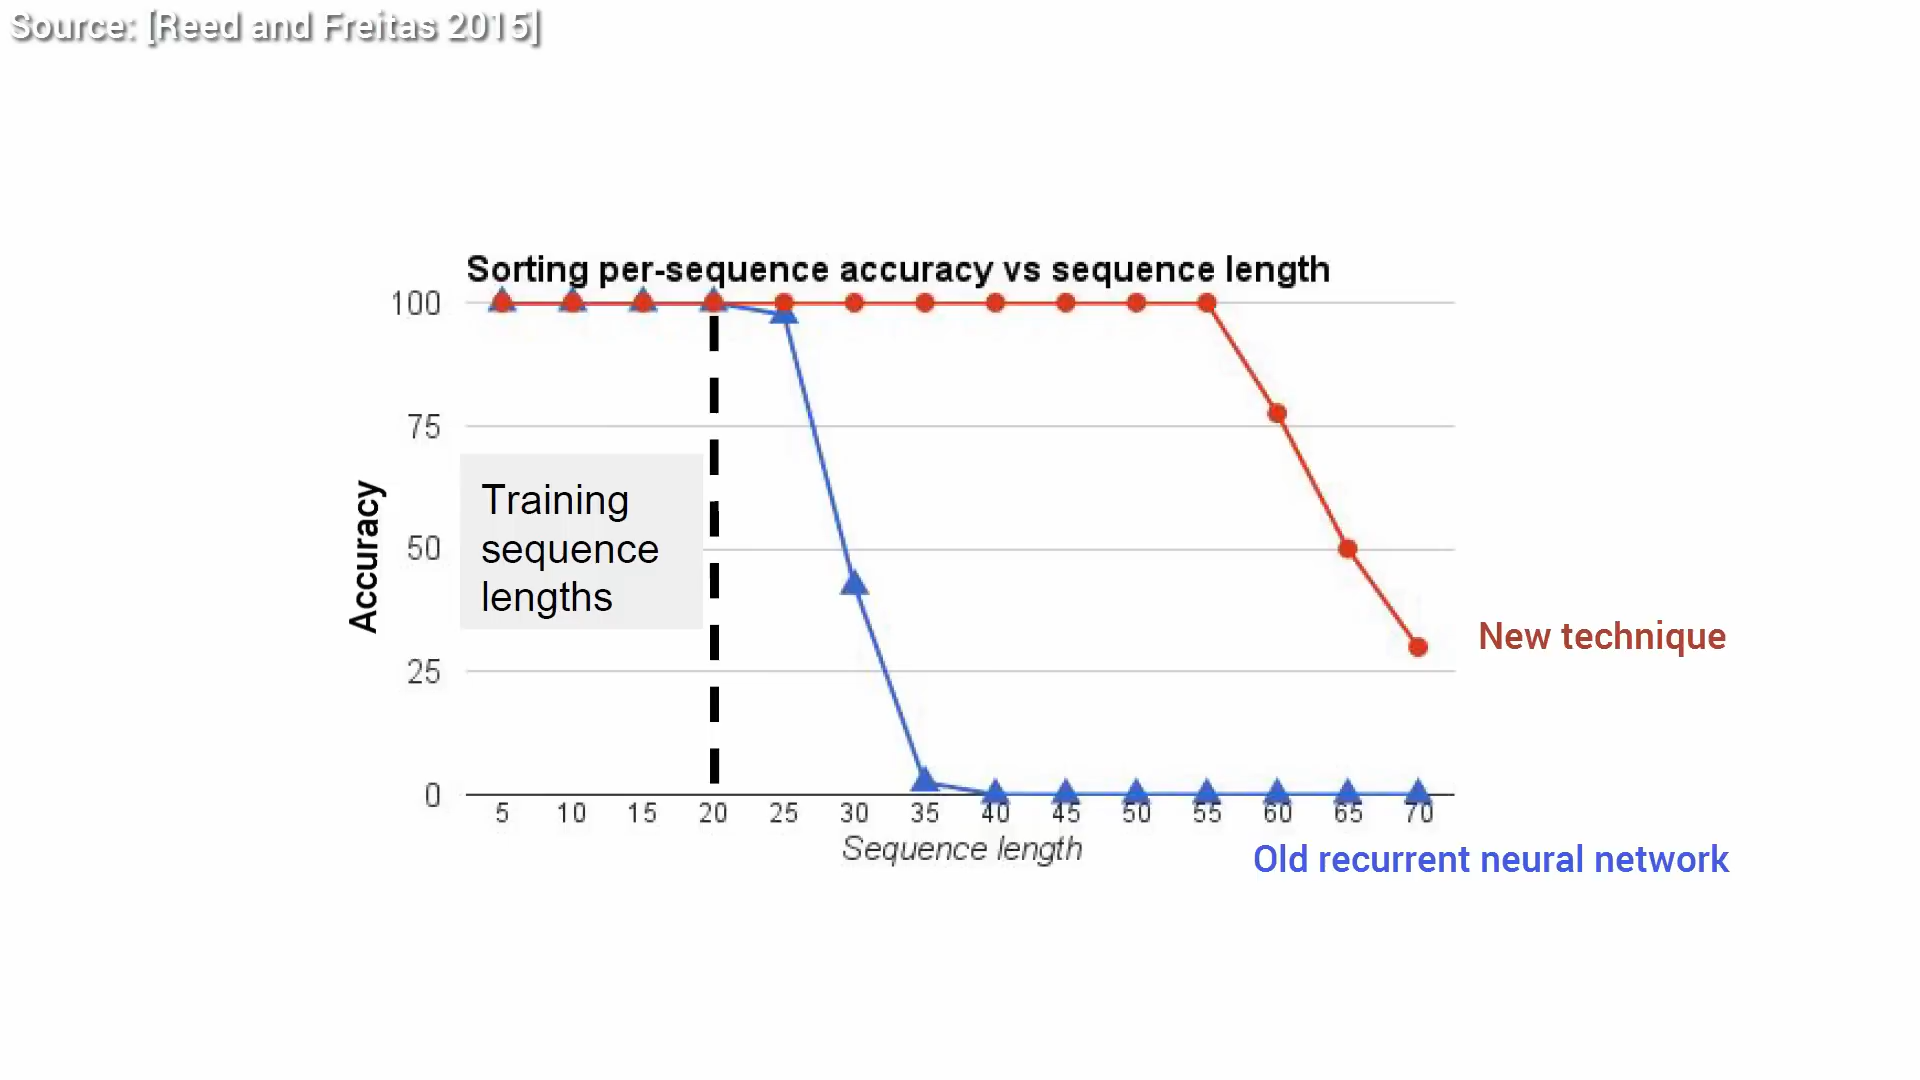 Source: [Reed and Freitas 2015]
Sorting per-sequence accuracy vs sequence length
100
75
50
25
0
Accuracy
Training
sequence
lengths
5 10 15 20 25 30 35 40 45 50 55 60 65 70
Sequence length
New technique
Old recurrent neural network